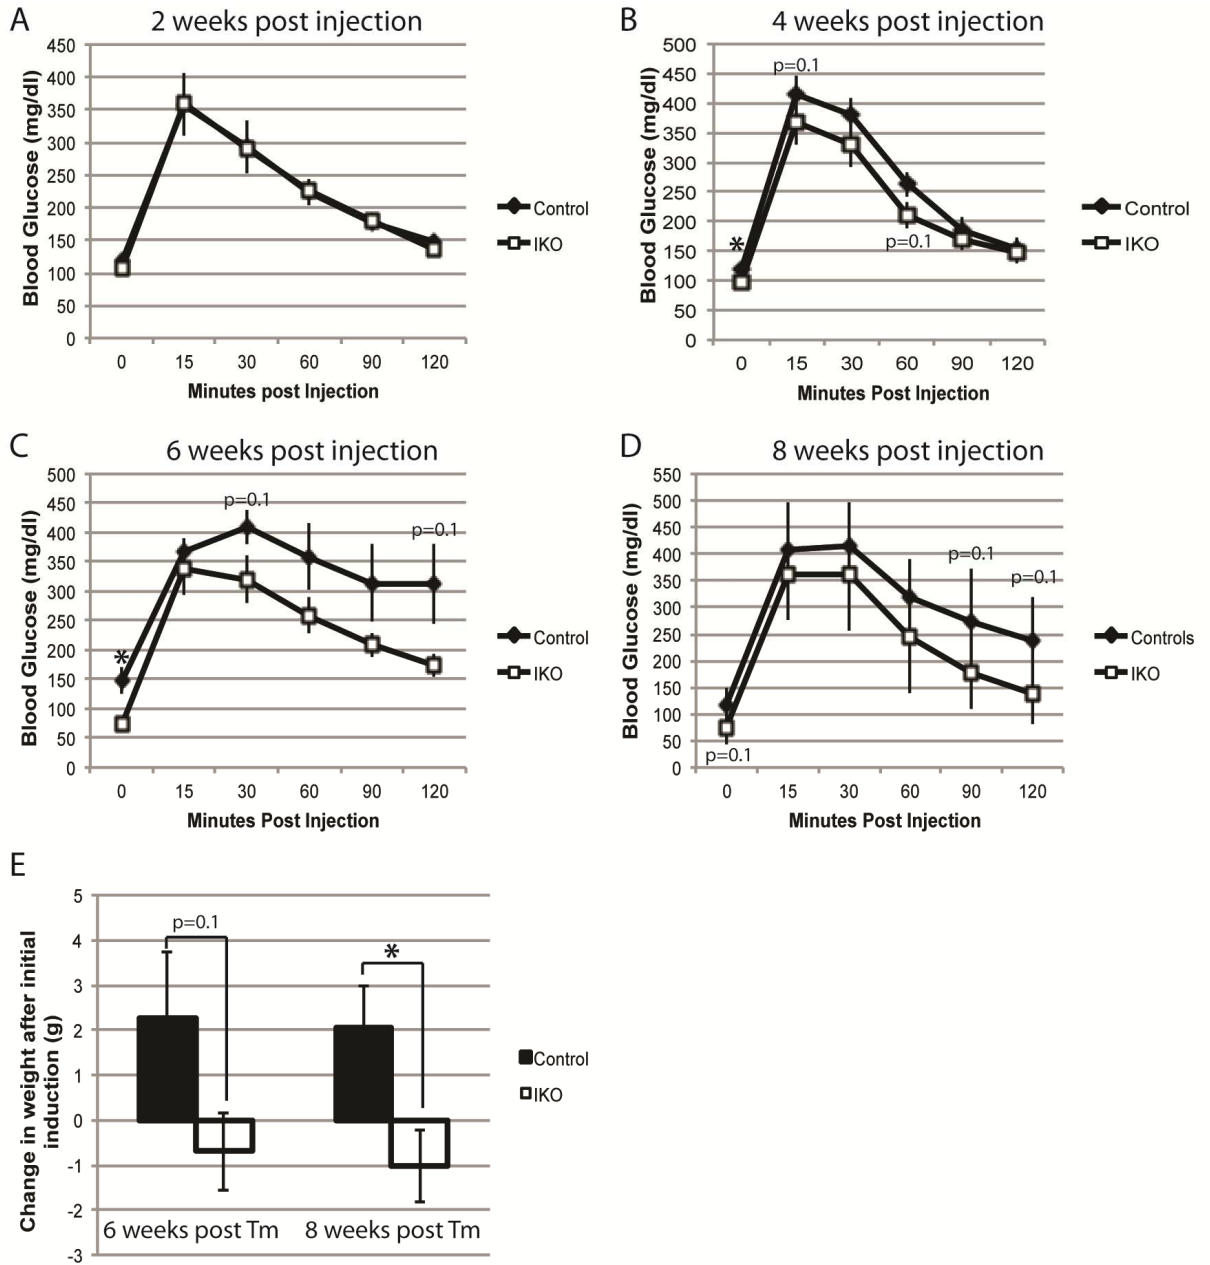 A
2 weeks post injection
450
400
350
300
250
200
150
100
50
0
Blood Glucose (mg/dl)
0 15 30 60 90 120
Minutes post Injection
Control
IKO
B
4 weeks post injection
500
450
400
350
300
250
200
150
100
50
0
Blood Glucose (mg/dl)
p=0.1
*
p=0.1
0 15 30 60 90 120
Minutes Post Injection
Control
IKO
C
6 weeks post injection
500
450
400
350
300
250
200
150
100
50
0
Blood Glucose (mg/dl)
p=0.1
p=0.1
*
0 15 30 60 90 120
Minutes Post Injection
Control
IKO
D
8 weeks post injection
550
500
450
400
350
300
250
200
150
100
50
0
Blood Glucose (mg/dl)
p=0.1
p=0.1
p=0.1
0 15 30 60 90 120
Minutes Post Injection
Controls
IKO
E
5
4
3
2
1
0
-1
-2
-3
Change in weight after initial
induction (g)
p=0.1
*
6 weeks post Tm 8 weeks post Tm
Control
IKO